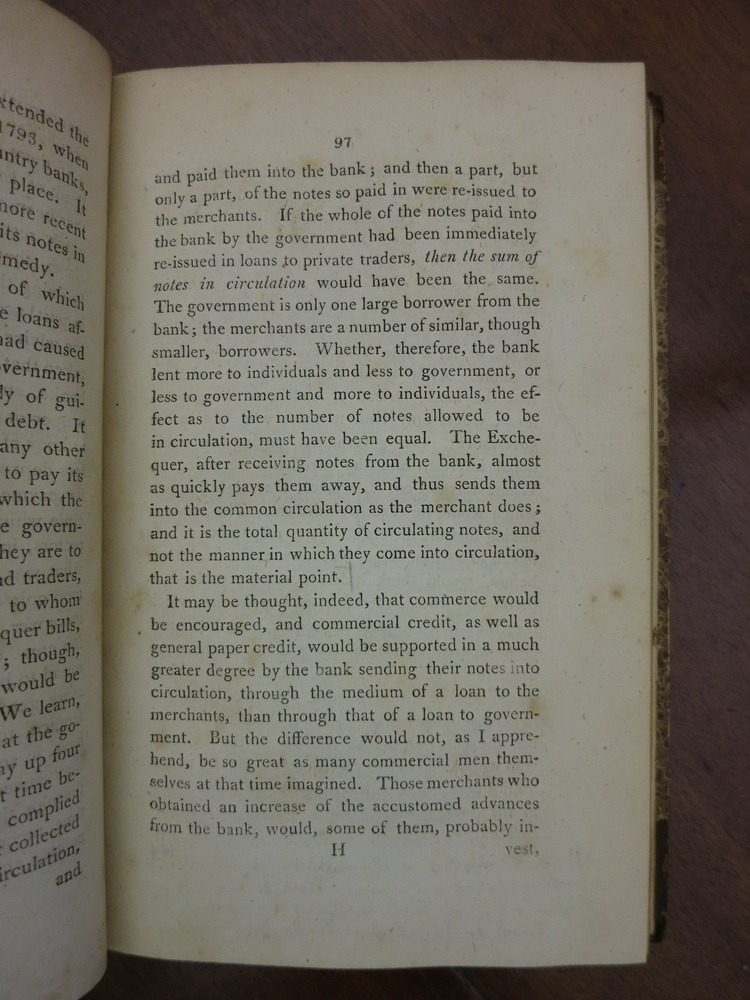 xtended the
1793, when
untry banks,
place. It
more recent
its notes in
medy.
of which
e loans af-
had caused
vernment,
ly of gui-
debt. It
any other
to pay its
which the
e govern-
hey are to
d traders,
to whom
quer bills,
; though,
would be
We learn,
at the go-
ay up four
t time be-
complied
collected
irculation,
and
97
and paid them into the bank; and then a part, but
only a part, of the notes so paid in were re-issued to
the merchants. If the whole of the notes paid into
the bank by the government had been immediately
re-issued in loans to private traders, then the sum of
notes in circulation would have been the same.
The government is only one large borrower from the
bank; the merchants are a number of similar, though
smaller, borrowers. Whether, therefore, the bank
lent more to individuals and less to government, or
less to government and more to individuals, the ef-
fect as to the number of notes allowed to be
in circulation, must have been equal. The Exche-
quer, after receiving notes from the bank, almost
as quickly pays them away, and thus sends them
into the common circulation as the merchant does;
and it is the total quantity of circulating notes, and
not the manner in which they come into circulation,
that is the material point.
It may be thought, indeed, that commerce would
be encouraged, and commercial credit, as well as
general paper credit, would be supported in a much
greater degree by the bank sending their notes into
circulation, through the medium of a loan to the
merchants, than through that of a loan to govern-
ment. But the difference would not, as I appre-
hend, be so great as many commercial men them-
selves at that time imagined. Those merchants who
obtained an increase of the accustomed advances
from the bank, would, some of them, probably in-
H vest,